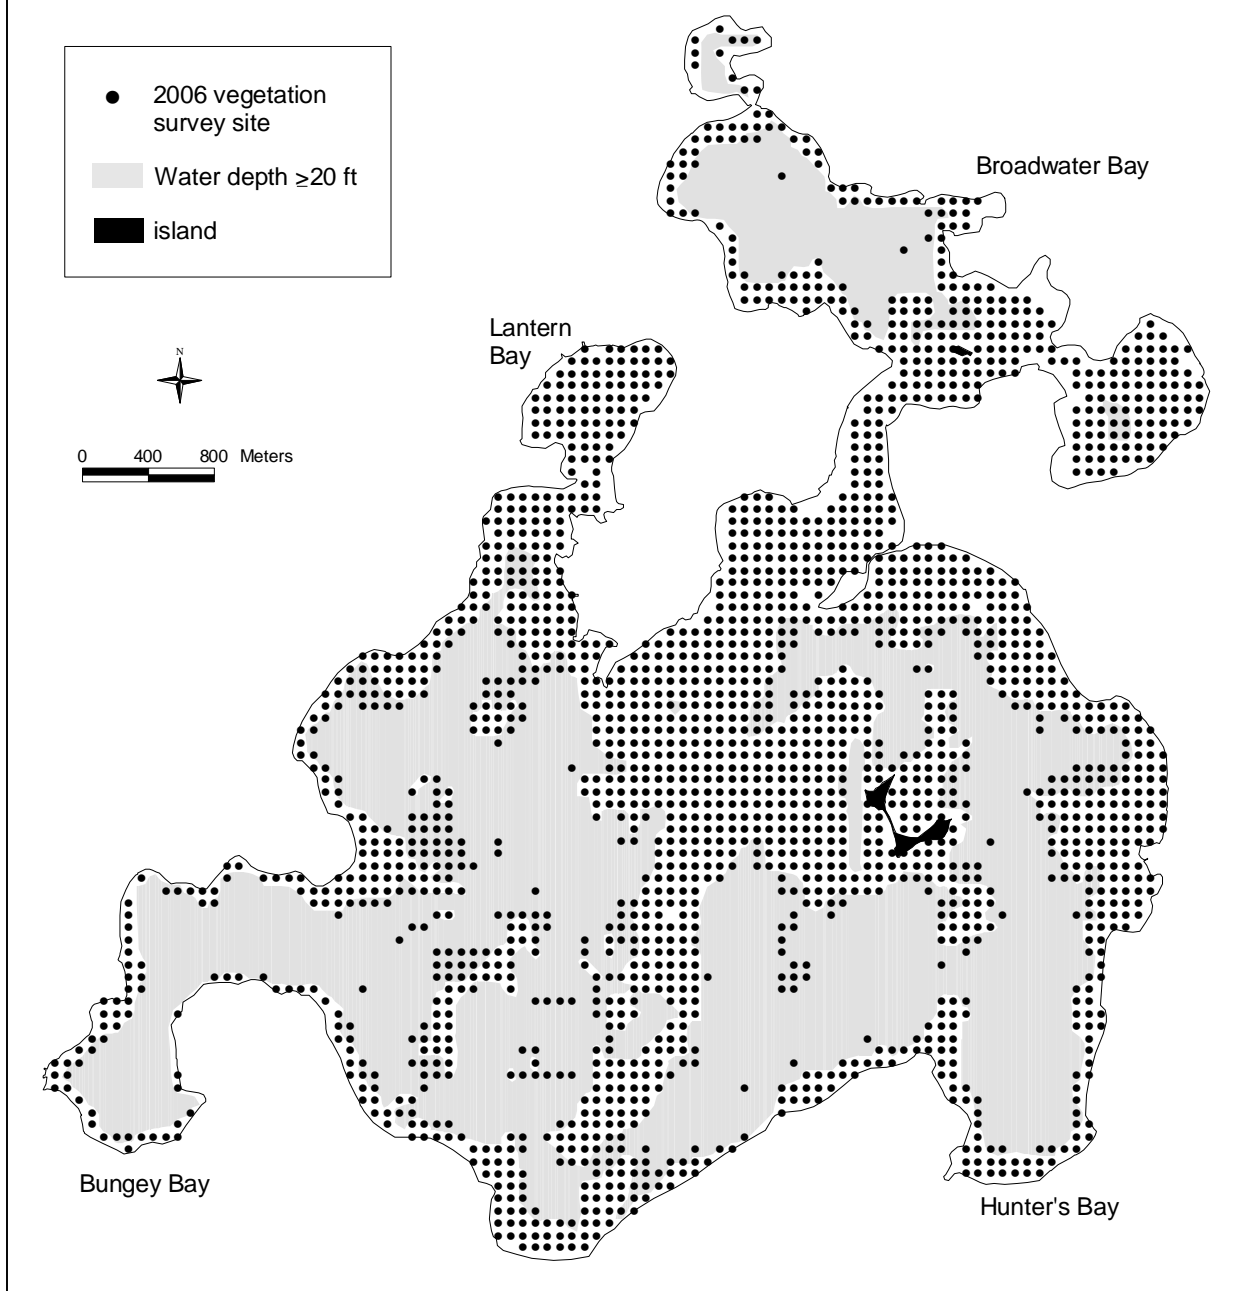 2006 vegetation
survey site
Water depth ≥20 ft
island
Broadwater Bay
Lantern
Bay
N
0 400 800 Meters
Bungey Bay
Hunter's Bay